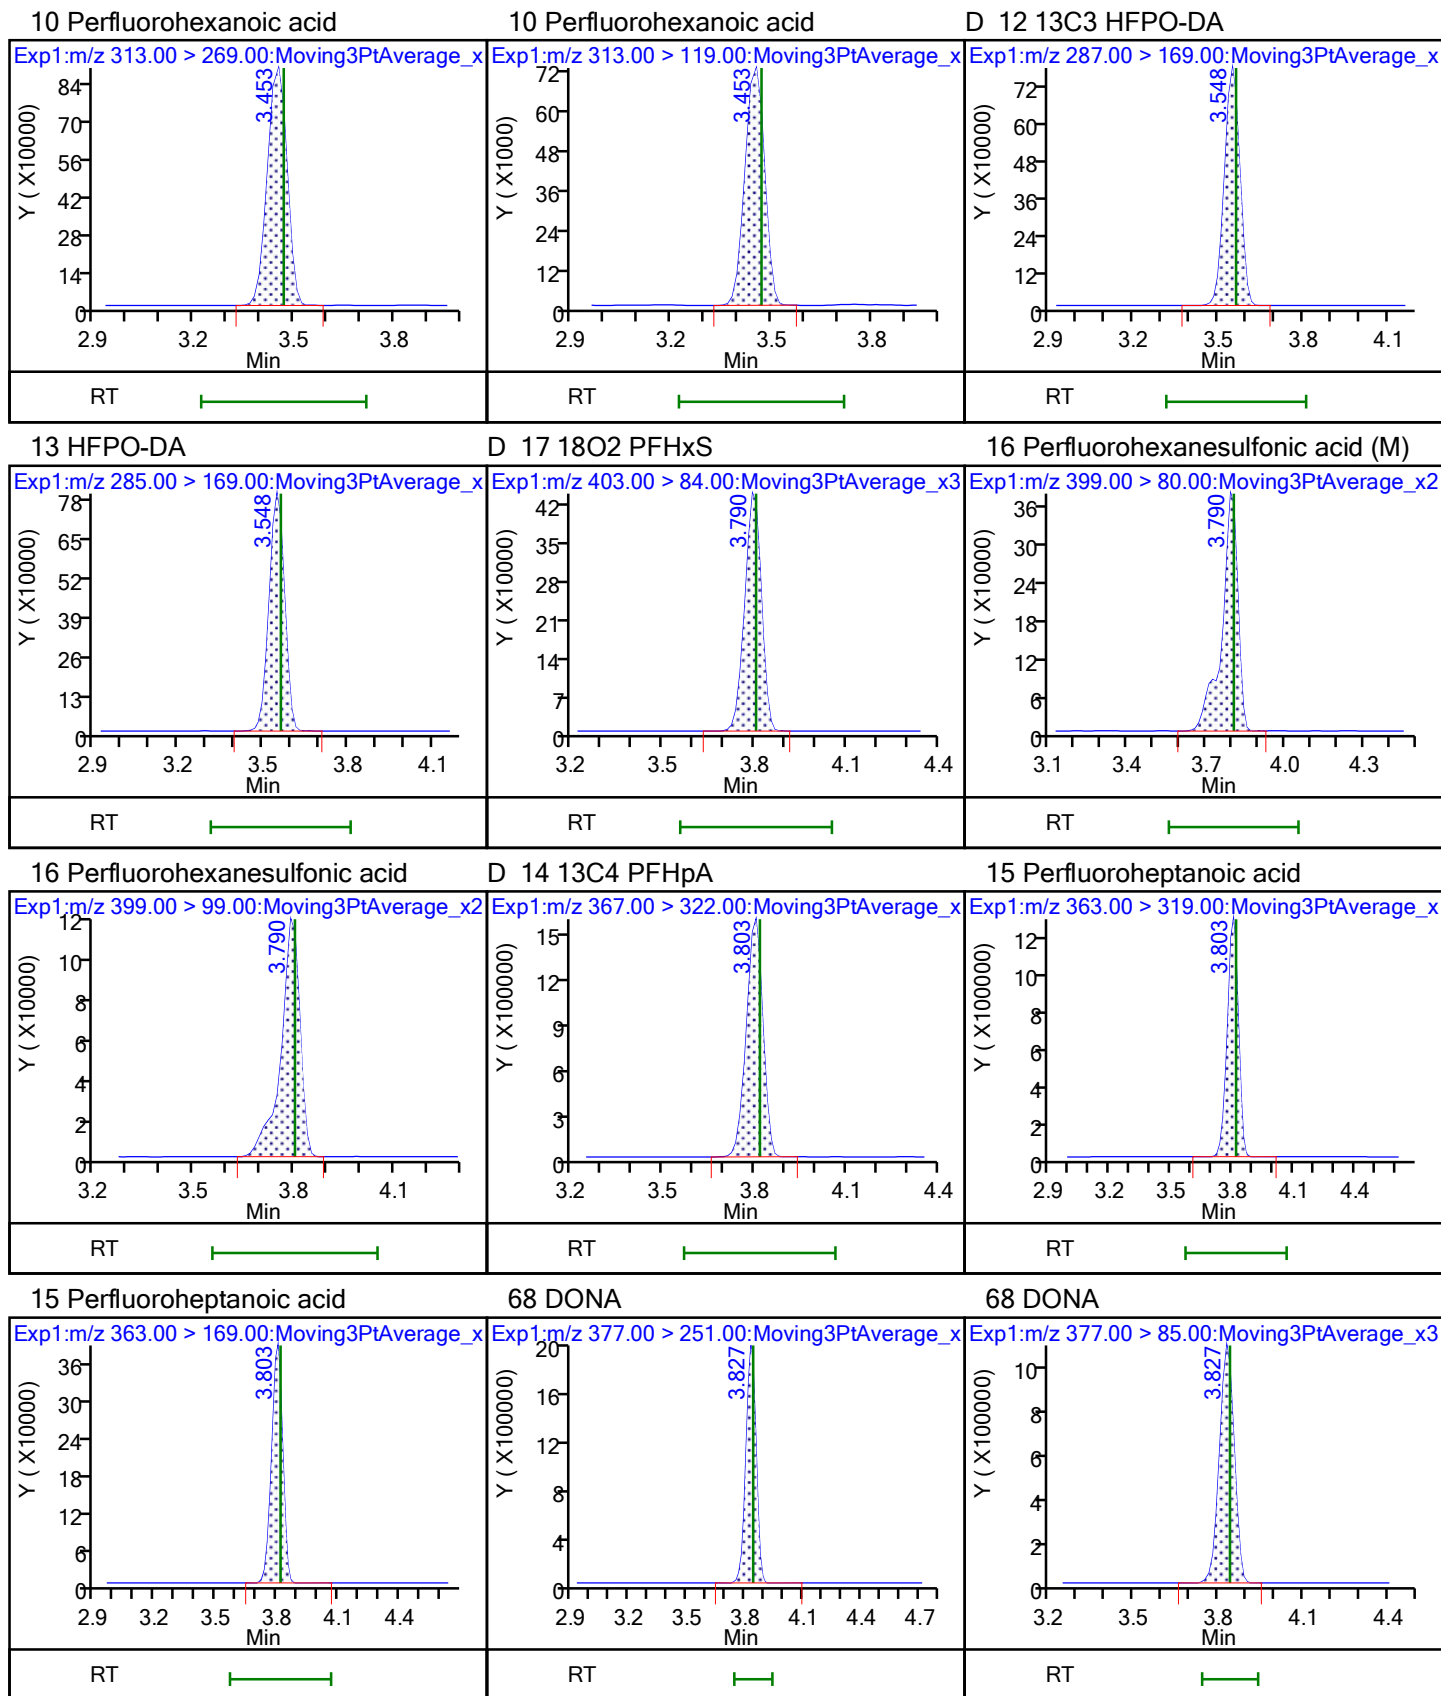 10 Perfluorohexanoic acid
Exp1:m/z 313.00 > 269.00:Moving3PtAverage_x
3.453
84
70
56
42
28
14
0
Y ( X10000)
2.9 3.2 3.5 3.8
Min
RT
10 Perfluorohexanoic acid
Exp1:m/z 313.00 > 119.00:Moving3PtAverage_x
3.453
72
60
48
36
24
12
0
Y ( X10000)
2.9 3.2 3.5 3.8
Min
RT
D 12 13C3 HFPO-DA
Exp1:m/z 287.00 > 169.00:Moving3PtAverage_x
3.548
72
60
48
36
24
12
0
Y ( X10000)
2.9 3.2 3.5 3.8 4.1
Min
RT
13 HFPO-DA
Exp1:m/z 285.00 > 169.00:Moving3PtAverage_x
3.548
78
65
52
39
26
13
0
Y ( X10000)
2.9 3.2 3.5 3.8 4.1
Min
RT
D 17 18O2 PFHxS
Exp1:m/z 403.00 > 84.00:Moving3PtAverage_x3
3.790
42
35
28
21
14
7
0
Y ( X10000)
3.2 3.5 3.8 4.1 4.4
Min
RT
16 Perfluorohexanesulfonic acid (M)
Exp1:m/z 399.00 > 80.00:Moving3PtAverage_x2
3.790
36
30
24
18
12
6
0
Y ( X10000)
3.1 3.4 3.7 4.0 4.3
Min
RT
16 Perfluorohexanesulfonic acid
Exp1:m/z 399.00 > 99.00:Moving3PtAverage_x2
3.790
12
10
8
6
4
2
0
Y ( X10000)
3.2 3.5 3.8 4.1
Min
RT
D 14 13C4 PFHpA
Exp1:m/z 367.00 > 322.00:Moving3PtAverage_x
3.803
15
12
9
6
3
0
Y ( X100000)
3.2 3.5 3.8 4.1 4.4
Min
RT
15 Perfluoroheptanoic acid
Exp1:m/z 363.00 > 319.00:Moving3PtAverage_x
3.803
12
10
8
6
4
2
0
Y ( X100000)
2.9 3.2 3.5 3.8 4.1 4.4
Min
RT
15 Perfluoroheptanoic acid
Exp1:m/z 363.00 > 169.00:Moving3PtAverage_x
3.803
36
30
24
18
12
6
0
Y ( X10000)
2.9 3.2 3.5 3.8 4.1 4.4
Min
RT
68 DONA
Exp1:m/z 377.00 > 251.00:Moving3PtAverage_x
3.827
20
16
12
8
4
0
Y ( X100000)
2.9 3.2 3.5 3.8 4.1 4.4 4.7
Min
RT
68 DONA
Exp1:m/z 377.00 > 85.00:Moving3PtAverage_x3
3.827
10
8
6
4
2
0
Y ( X100000)
3.2 3.5 3.8 4.1 4.4
Min
RT